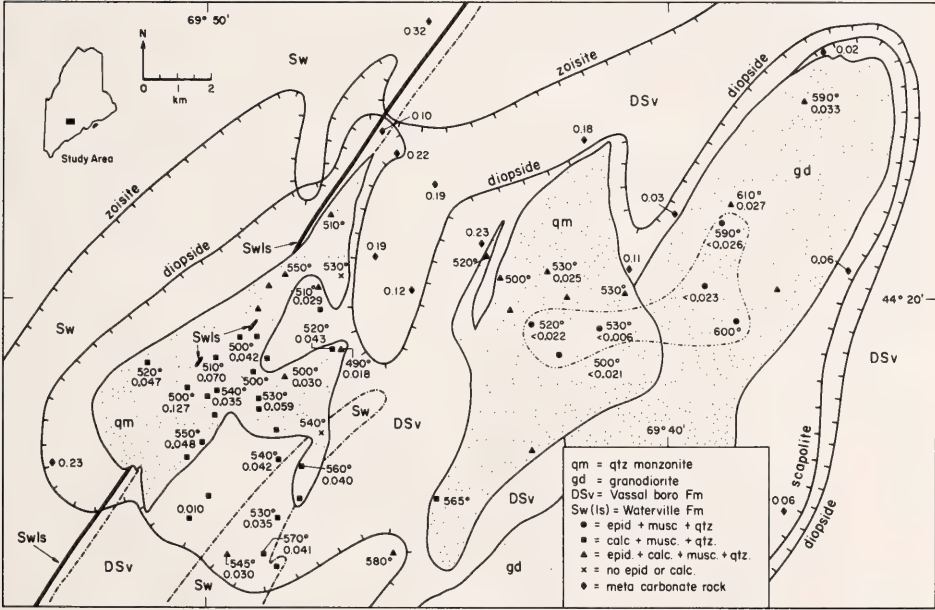 69° 50'
0.32
N
Sw
zoisite
diopside
0.02
0 1 2
km
DSv
590°
0.033
0.10
0.18
Study Area
0.22
gd
zoisite
diopside
0.19
0.03
610°
0.027
qm
510°
590°
<0.026
Swls
0.23
diopside
0.19
520°
0.11
0.06
550°
530°
530°
0.025
500°
510°
0.029
0.12
530°
<0.023
44° 20'
Sw
520°
0.043
520°
<0.022
530°
<0.006
600°
Swls
500°
0.042
490°
0.018
500°
<0.021
DSv
520°
0.047
510°
0.070
500°
500°
0.030
500°
0.127
540°
0.035
530°
0.059
Sw
DSv
69° 40'
qm
540°
550°
0.048
0.23
540°
0.042
560°
0.040
565°
DSv
scapolite
0.06
diopside
0.010
530°
0.035
Swls
570°
0.041
DSv
545°
0.030
580°
gd
Sw
qm = qtz monzonite
gd = granodiorite
DSv = Vassal boro Fm
Sw(ls) = Waterville Fm
= epid + musc + qtz
= calc + musc. + qtz.
= epid. + calc. + musc. + qtz.
= no epid or calc.
= meta carbonate rock